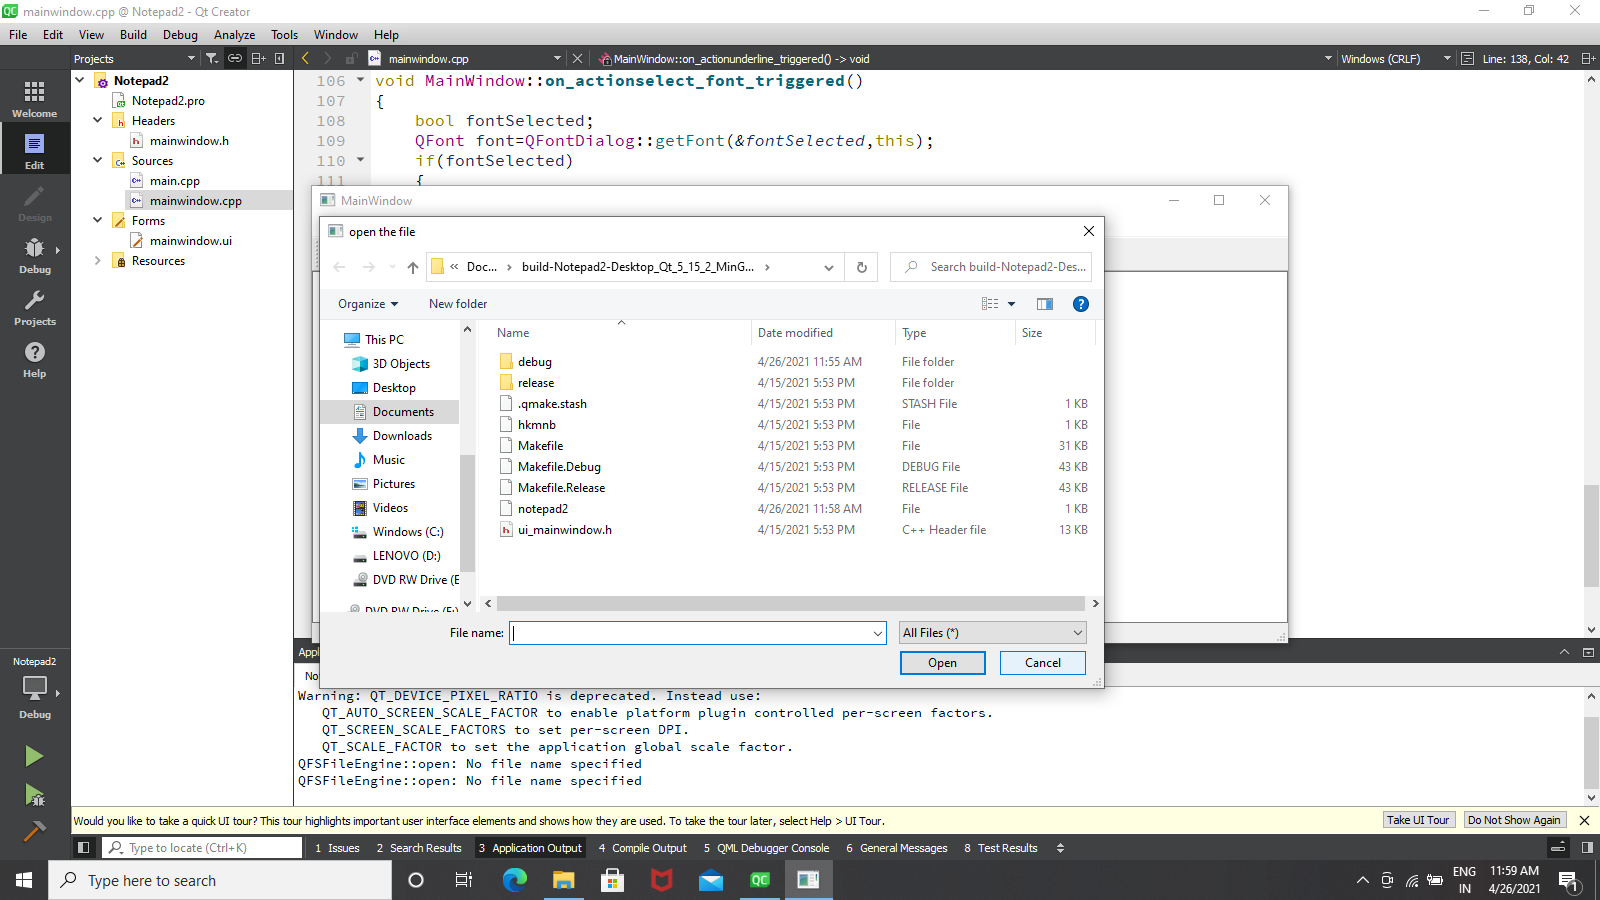 mainwindow.cpp @ Notepad2 - Qt Creator
File Edit View Build Debug Analyze Tools Window Help
Projects
mainwindow.cpp
MainWindow::on_actionunderline_triggered() -> void
Windows (CRLF)
Line: 138, Col: 42
Welcome
Edit
Design
Debug
Projects
Help
Notepad2
Notepad2.pro
Headers
mainwindow.h
Sources
main.cpp
mainwindow.cpp
Forms
mainwindow.ui
Resources
106 void MainWindow::on_actionselect_font_triggered()
107 {
108 bool fontSelected;
109 QFont font=QFontDialog::getFont(&fontSelected,this);
110 if(fontSelected)
111 {
MainWindow
open the file
« Doc... › build-Notepad2-Desktop_Qt_5_15_2_MinG... ›
Search build-Notepad2-Des...
Organize New folder
This PC
3D Objects
Desktop
Documents
Downloads
Music
Pictures
Videos
Windows (C:)
LENOVO (D:)
DVD RW Drive (E
DVD RW Drive (F:)
Name Date modified Type Size
debug 4/26/2021 11:55 AM File folder
release 4/15/2021 5:53 PM File folder
.qmake.stash 4/15/2021 5:53 PM STASH File 1 KB
hkmnb 4/15/2021 5:53 PM File 1 KB
Makefile 4/15/2021 5:53 PM File 31 KB
Makefile.Debug 4/15/2021 5:53 PM DEBUG File 43 KB
Makefile.Release 4/15/2021 5:53 PM RELEASE File 43 KB
notepad2 4/26/2021 11:58 AM File 1 KB
ui_mainwindow.h 4/15/2021 5:53 PM C++ Header file 13 KB
File name:
All Files (*)
Open Cancel
Notepad2
Debug
Appl
No
Warning: QT_DEVICE_PIXEL_RATIO is deprecated. Instead use:
QT_AUTO_SCREEN_SCALE_FACTOR to enable platform plugin controlled per-screen factors.
QT_SCREEN_SCALE_FACTORS to set per-screen DPI.
QT_SCALE_FACTOR to set the application global scale factor.
QFSFileEngine::open: No file name specified
QFSFileEngine::open: No file name specified
Would you like to take a quick UI tour? This tour highlights important user interface elements and shows how they are used. To take the tour later, select Help > UI Tour.
Take UI Tour
Do Not Show Again
Type to locate (Ctrl+K)
1 Issues 2 Search Results 3 Application Output 4 Compile Output 5 QML Debugger Console 6 General Messages 8 Test Results
Type here to search
ENG
IN
11:59 AM
4/26/2021
1